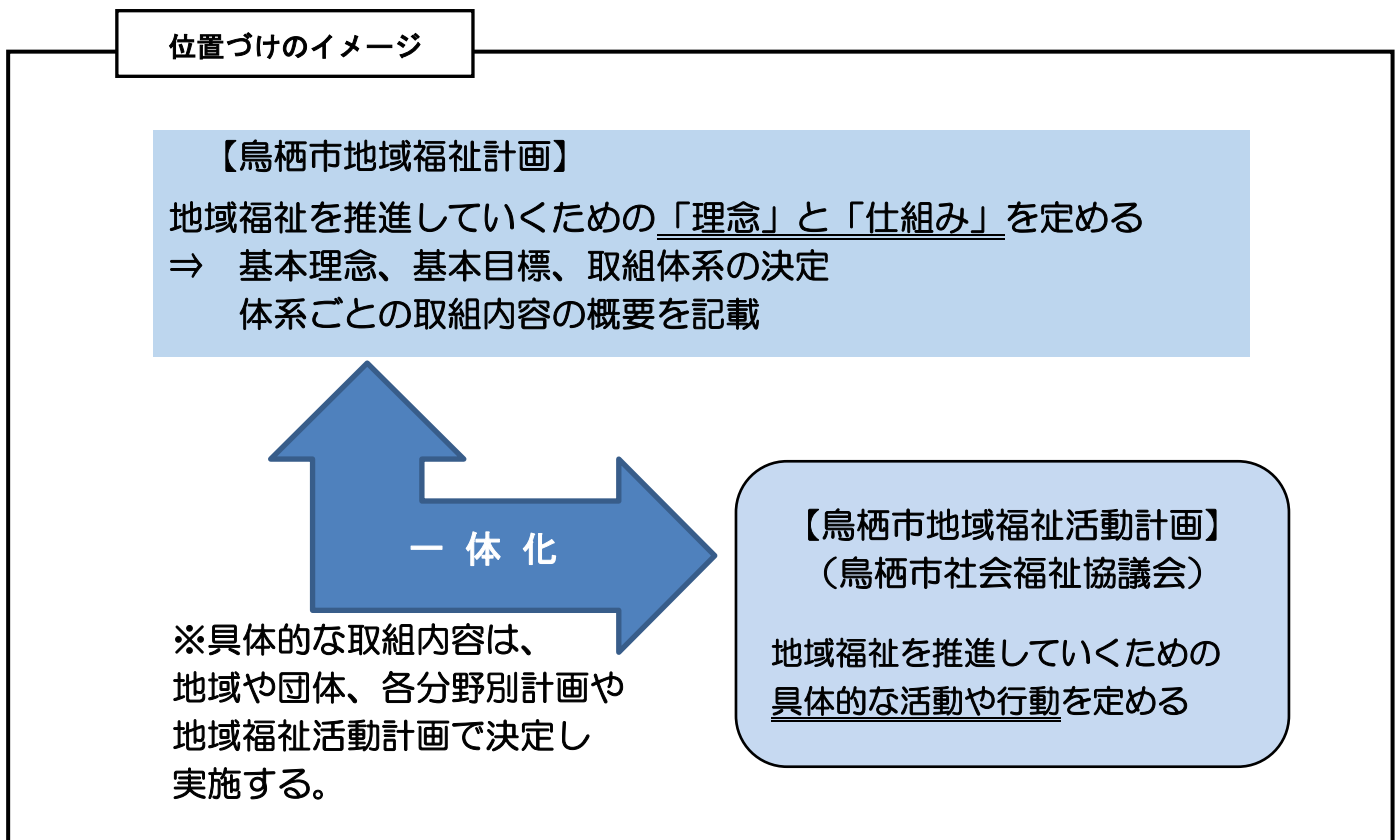 位置づけのイメージ
【鳥栖市地域福祉計画】
地域福祉を推進していくための「理念」と「仕組み」を定める
⇒　基本理念、基本目標、取組体系の決定
体系ごとの取組内容の概要を記載
一 体 化
【鳥栖市地域福祉活動計画】
（鳥栖市社会福祉協議会）
地域福祉を推進していくための
具体的な活動や行動を定める
※具体的な取組内容は、
地域や団体、各分野別計画や
地域福祉活動計画で決定し
実施する。